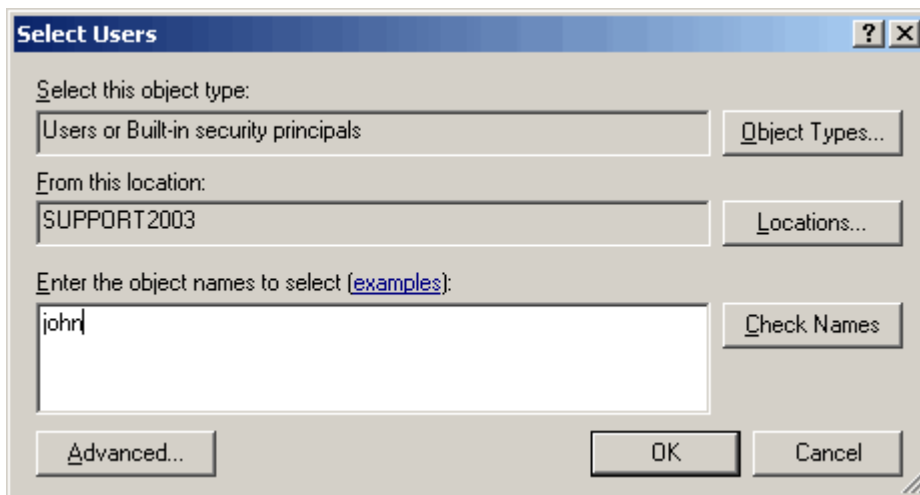 Select Users
Select this object type:
Users or Built-in security principals
Object Types...
From this location:
SUPPORT2003
Locations...
Enter the object names to select (examples):
john
Check Names
Advanced...
OK
Cancel